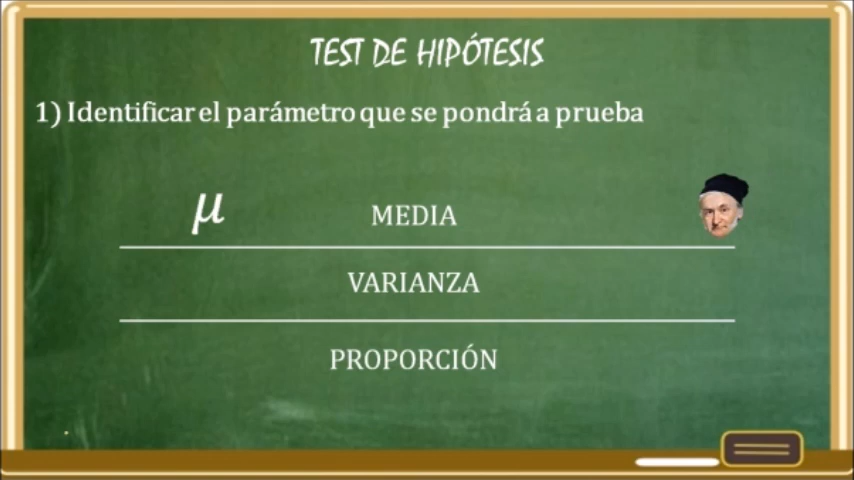 TEST DE HIPÓTESIS
1) Identificar el parámetro que se pondrá a prueba
μ MEDIA
VARIANZA
PROPORCIÓN